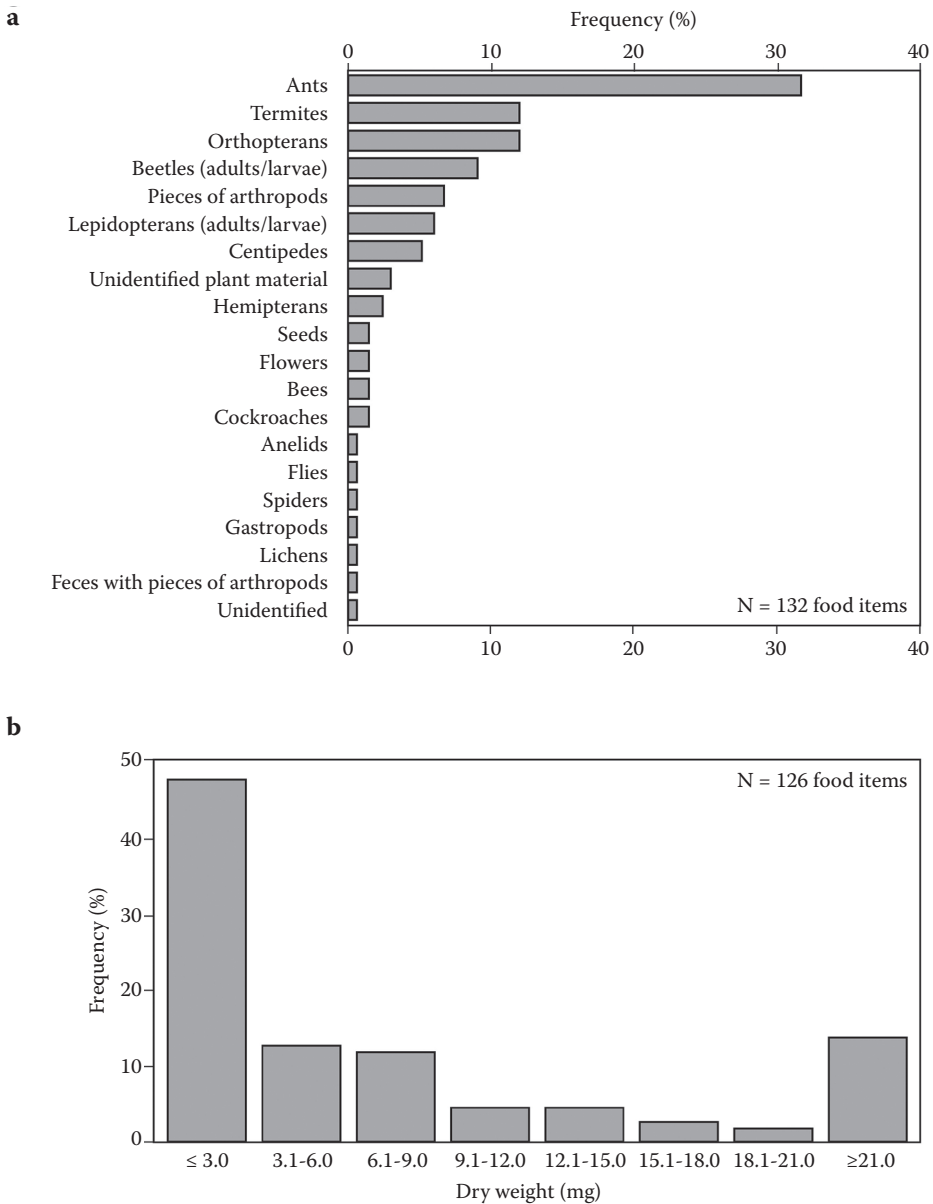 a
Frequency (%)
0 10 20 30 40
Ants
Termites
Orthopterans
Beetles (adults/larvae)
Pieces of arthropods
Lepidopterans (adults/larvae)
Centipedes
Unidentified plant material
Hemipterans
Seeds
Flowers
Bees
Cockroaches
Anelids
Flies
Spiders
Gastropods
Lichens
Feces with pieces of arthropods
Unidentified
N = 132 food items
0 10 20 30 40
b
N = 126 food items
Frequency (%)
50
40
30
20
10
0
≤ 3.0 3.1-6.0 6.1-9.0 9.1-12.0 12.1-15.0 15.1-18.0 18.1-21.0 ≥21.0
Dry weight (mg)